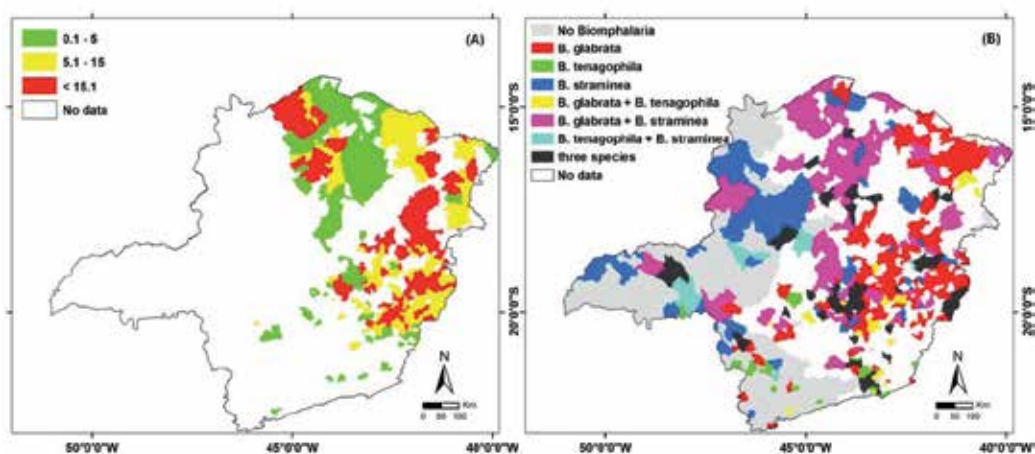 (A)
0.1 - 5
5.1 - 15
< 15.1
No data
N
Km
0 50 100
50°0'0"W
45°0'0"W
40°0'0"W
15°0'0"S
20°0'0"S
(B)
No Biomphalaria
B. glabrata
B. tenagophila
B. straminea
B. glabrata + B. tenagophila
B. glabrata + B. straminea
B. tenagophila + B. straminea
three species
No data
N
Km
0 50 100
50°0'0"W
45°0'0"W
40°0'0"W
15°0'0"S
20°0'0"S